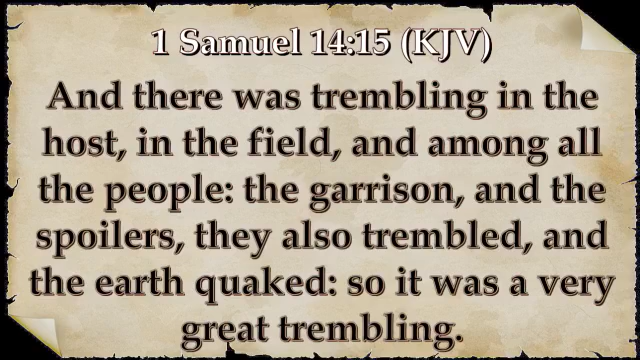 1 Samuel 14:15 (KJV)
And there was trembling in the
host, in the field, and among all
the people: the garrison, and the
spoilers, they also trembled, and
the earth quaked: so it was a very
great trembling.